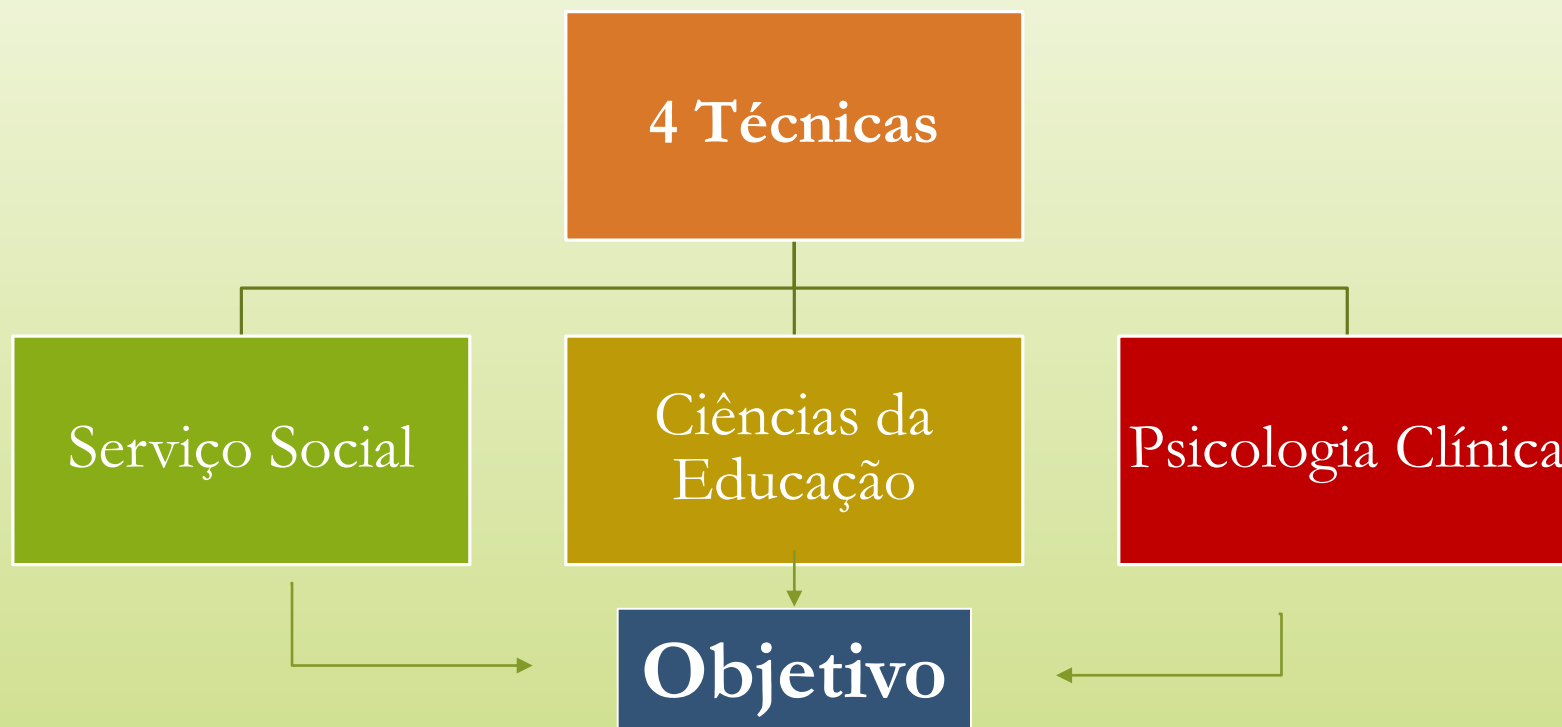 4 Técnicas
Serviço Social
Ciências da
Educação
Psicologia Clínica
Objetivo